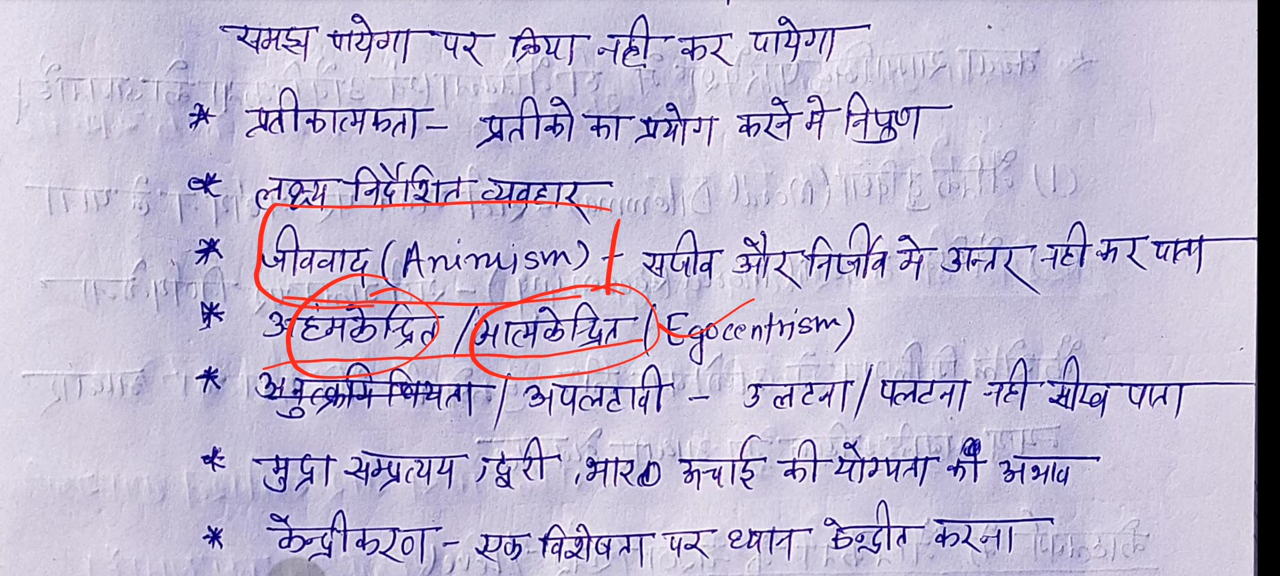 समझ पायेगा पर क्रिया नही कर पायेगा
* प्रतीकात्मकता – प्रतीको का प्रयोग करने मे निपुण
* लक्ष्य निर्देशित व्यवहार
* जीववाद (Animism) – सजीव और निर्जीव मे अन्तर नही कर पाता
* अहंमकेद्रित / आत्मकेद्रित (Egocentrism)
* अनुत्क्रमणियता / अपलटावी – उलटना / पलटना नही सीख पाता
* मुद्रा सम्प्रत्यय, दूरी, भार ऊचाई की योग्यता की अभाव
* केन्द्रीकरण – एक विशेषता पर ध्यान केन्द्रीत करना